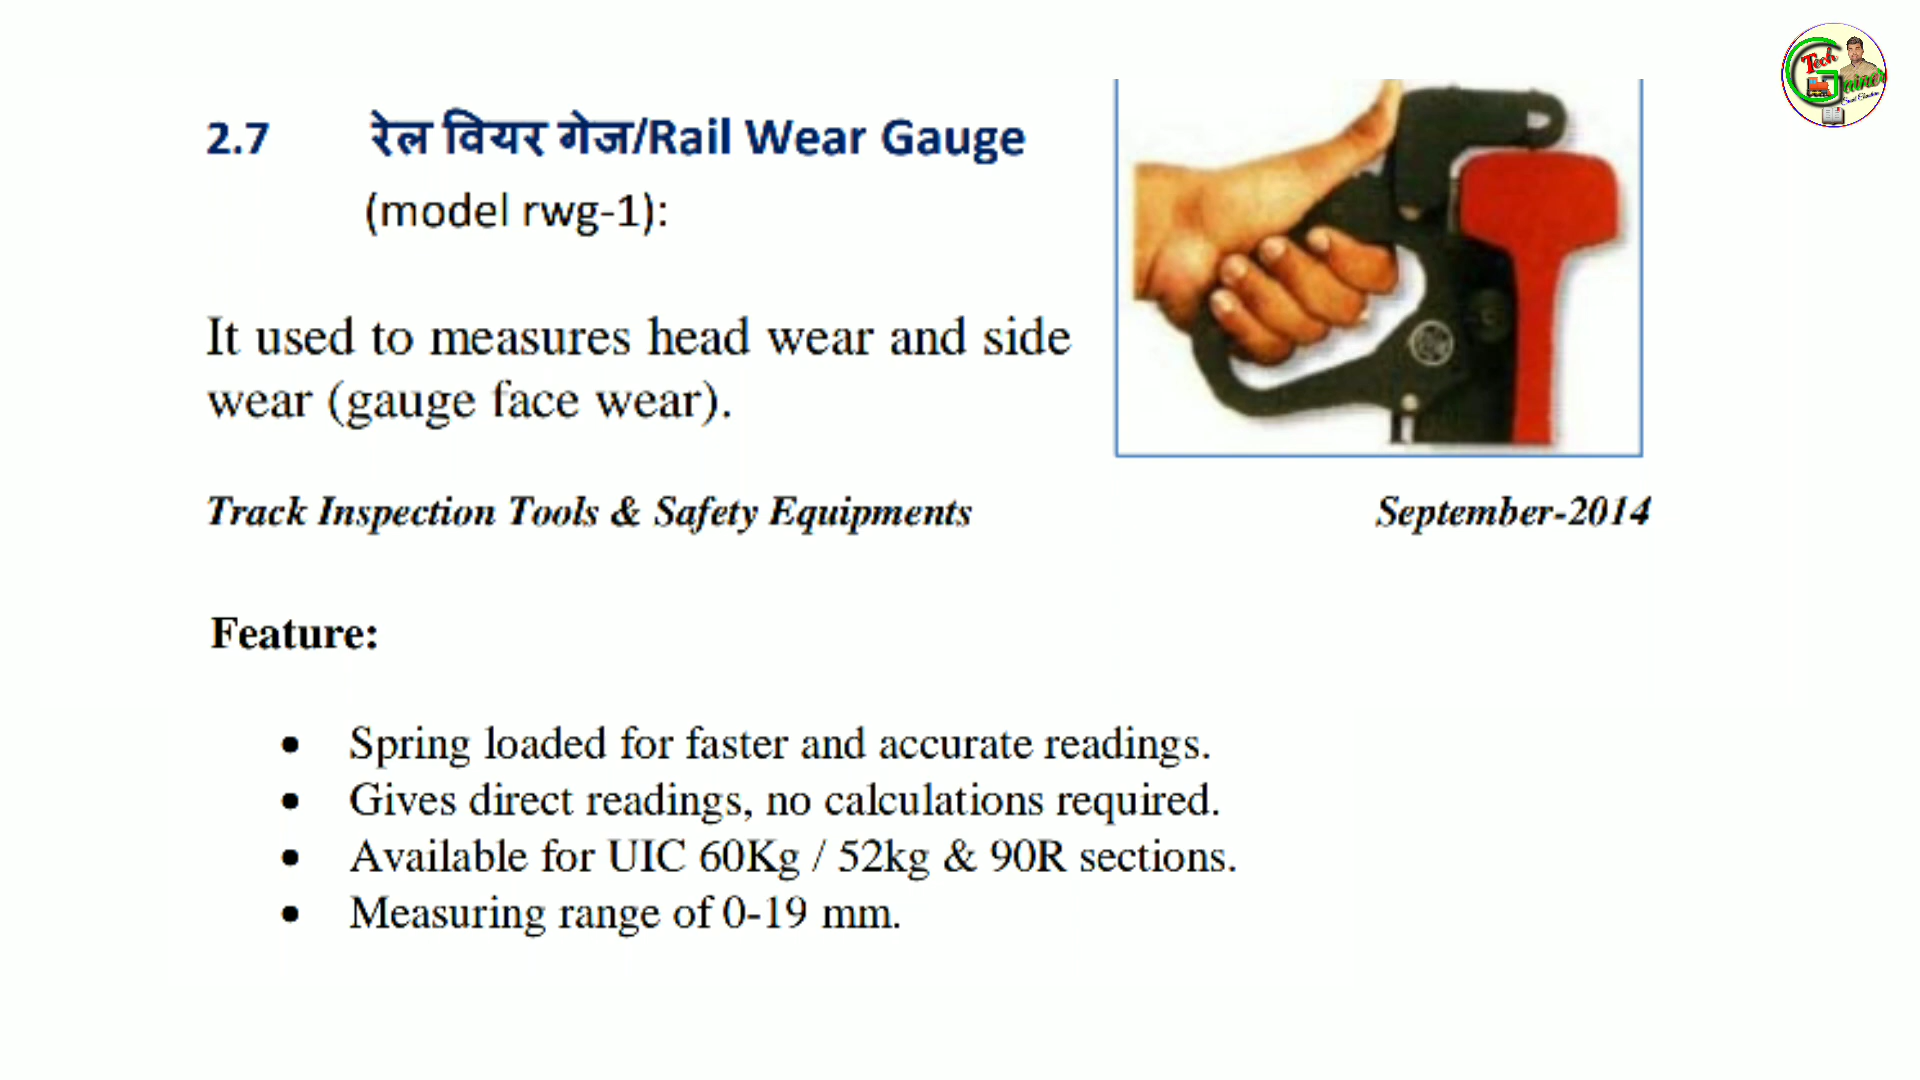 2.7 रेल वियर गेज/Rail Wear Gauge
(model rwg-1):
It used to measures head wear and side
wear (gauge face wear).
Track Inspection Tools & Safety Equipments September-2014
Feature:
• Spring loaded for faster and accurate readings.
• Gives direct readings, no calculations required.
• Available for UIC 60Kg / 52kg & 90R sections.
• Measuring range of 0-19 mm.
Tech
Gainer